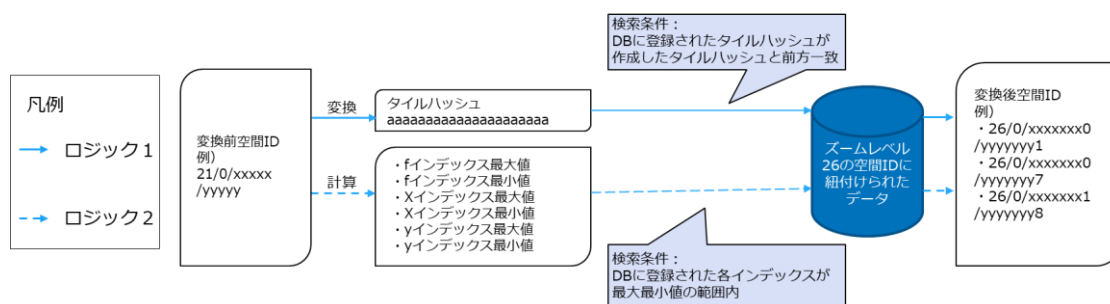 凡例
ロジック1
ロジック2
変換前空間ID
例)
21/0/xxxxx
/yyyyy
変換
計算
タイルハッシュ
aaaaaaaaaaaaaaaaaaaaa
・fインデックス最大値
・fインデックス最小値
・Xインデックス最大値
・Xインデックス最小値
・yインデックス最大値
・yインデックス最小値
検索条件:
DBに登録されたタイルハッシュが
作成したタイルハッシュと前方一致
検索条件:
DBに登録された各インデックスが
最大最小値の範囲内
ズームレベル
26の空間IDに
紐付けられた
データ
変換後空間ID
例)
・26/0/xxxxxxx0
/yyyyyyy1
・26/0/xxxxxxx0
/yyyyyyy7
・26/0/xxxxxxx1
/yyyyyyy8